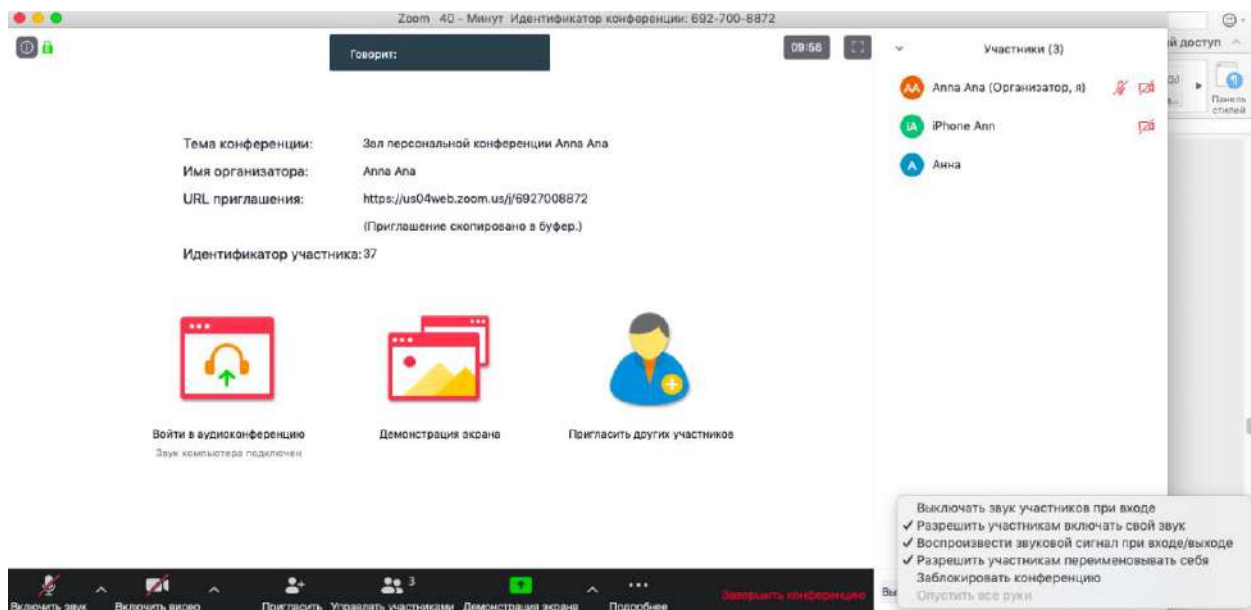 Zoom 40 - Минут Идентификатор конференции: 692-700-8872
й доступ
Говорит:
09:56
Участники (3)
AA Anna Ana (Организатор, я)
iA iPhone Ann
А Анна
Панель
стилей
Тема конференции: Зал персональной конференции Anna Ana
Имя организатора: Anna Ana
URL приглашения: https://us04web.zoom.us/j/6927008872
(Приглашение скопировано в буфер.)
Идентификатор участника: 37
Войти в аудиоконференцию
Звук компьютера подключен
Демонстрация экрана
Пригласить других участников
Выключать звук участников при входе
✓ Разрешить участникам включать свой звук
✓ Воспроизвести звуковой сигнал при входе/выходе
✓ Разрешить участникам переименовывать себя
Заблокировать конференцию
Опустить все руки
Вы
3
Включить звук
Включить видео
Пригласить
Управлять участниками
Демонстрация экрана
Подробнее
Завершить конференцию